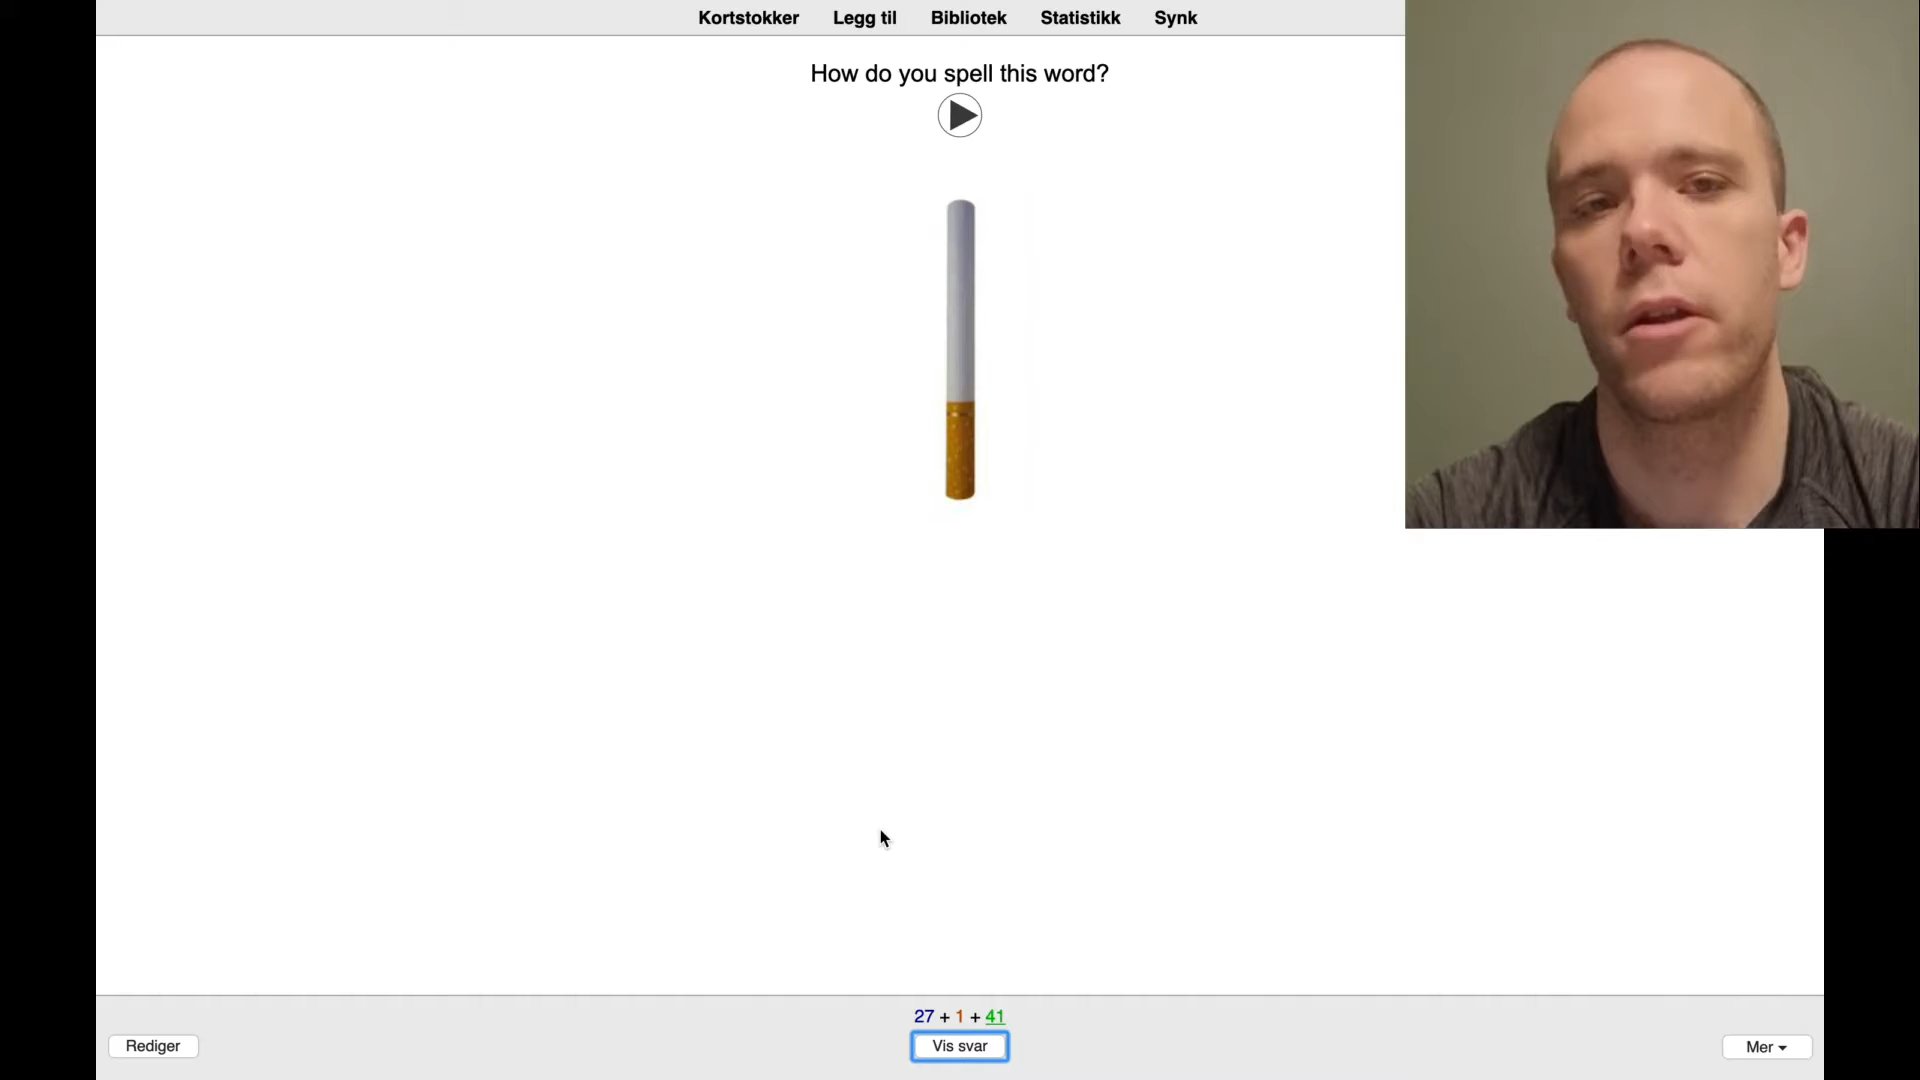 Kortstokker Legg til Bibliotek Statistikk Synk
How do you spell this word?
27 + 1 + 41
Rediger Vis svar Mer